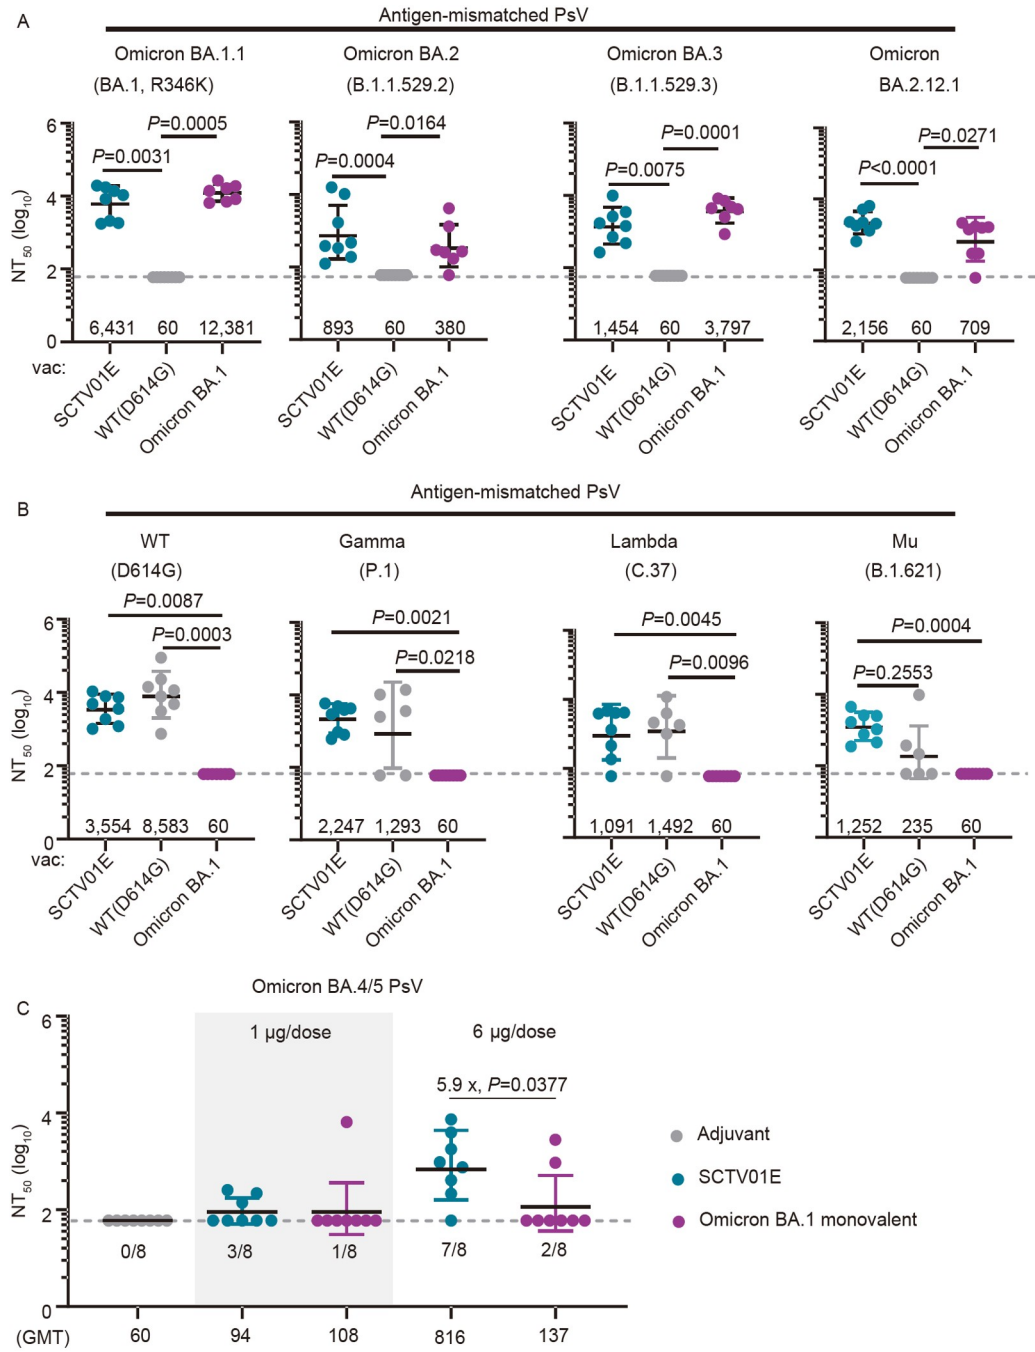 A
Antigen-mismatched PsV
Omicron BA.1.1 Omicron BA.2 Omicron BA.3 Omicron
(BA.1, R346K) (B.1.1.529.2) (B.1.1.529.3) BA.2.12.1
NT50 (log10)
6
4
2
0
P=0.0005 P=0.0164 P=0.0001 P=0.0271
P=0.0031 P=0.0004 P=0.0075 P<0.0001
6,431 60 12,381 893 60 380 1,454 60 3,797 2,156 60 709
vac:
SCTV01E WT(D614G) Omicron BA.1 SCTV01E WT(D614G) Omicron BA.1 SCTV01E WT(D614G) Omicron BA.1 SCTV01E WT(D614G) Omicron BA.1
Antigen-mismatched PsV
B
WT Gamma Lambda Mu
(D614G) (P.1) (C.37) (B.1.621)
NT50 (log10)
6
4
2
0
P=0.0087 P=0.0021 P=0.0045 P=0.0004
P=0.0003 P=0.0218 P=0.0096 P=0.2553
3,554 8,583 60 2,247 1,293 60 1,091 1,492 60 1,252 235 60
vac:
SCTV01E WT(D614G) Omicron BA.1 SCTV01E WT(D614G) Omicron BA.1 SCTV01E WT(D614G) Omicron BA.1 SCTV01E WT(D614G) Omicron BA.1
Omicron BA.4/5 PsV
C
NT50 (log10)
6
4
2
0
1 μg/dose 6 μg/dose
5.9 x, P=0.0377
0/8 3/8 1/8 7/8 2/8
(GMT) 60 94 108 816 137
Adjuvant
SCTV01E
Omicron BA.1 monovalent